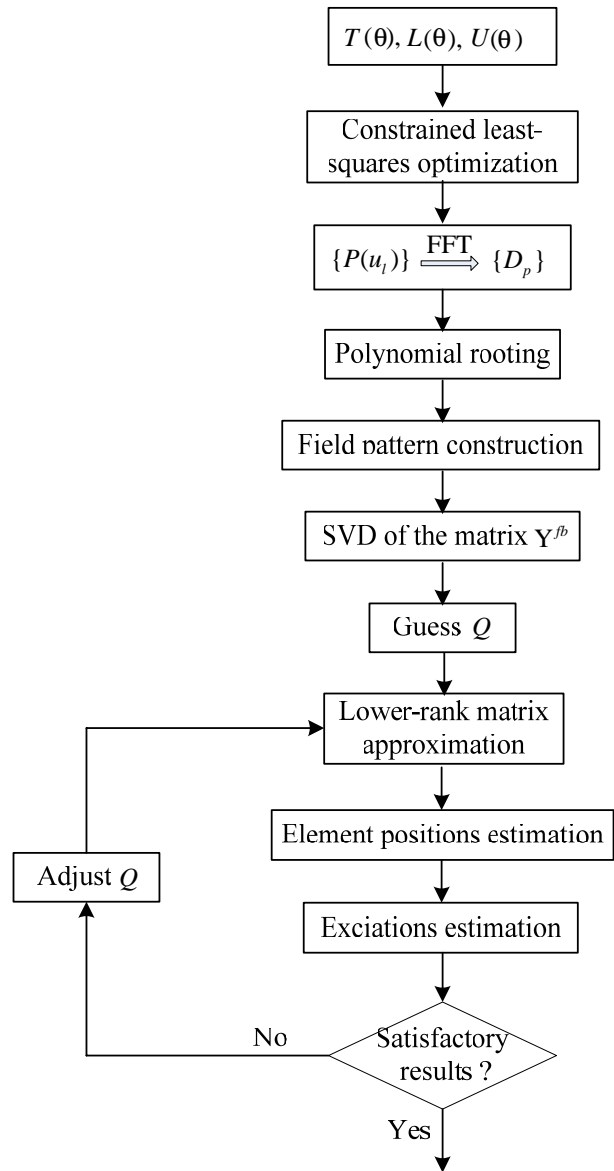 T(θ), L(θ), U(θ)
Constrained least-
squares optimization
{P(u_l)} FFT ⇒ {D_p}
Polynomial rooting
Field pattern construction
SVD of the matrix Y^{fb}
Guess Q
Lower-rank matrix
approximation
Element positions estimation
Adjust Q
Exciations estimation
No
Satisfactory
results ?
Yes